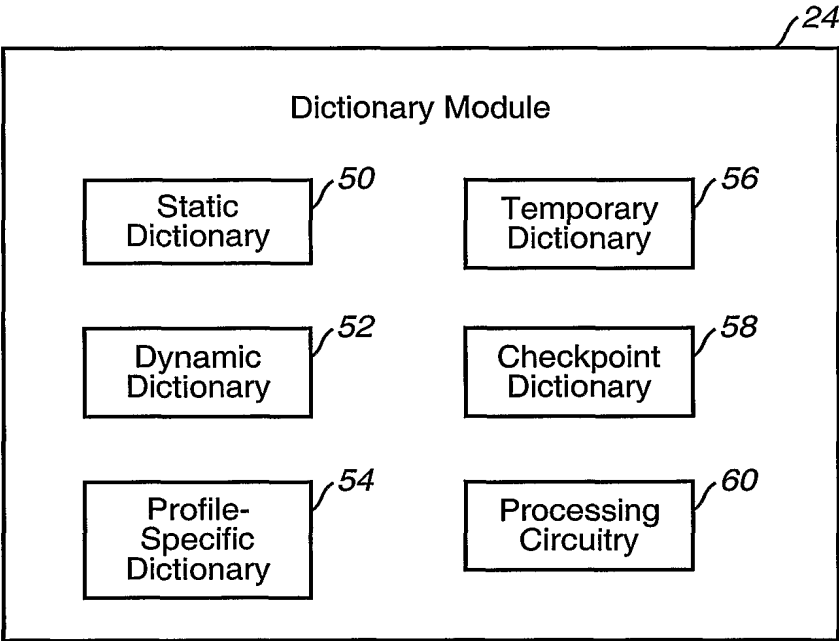 24
Dictionary Module
50
Static
Dictionary
56
Temporary
Dictionary
52
Dynamic
Dictionary
58
Checkpoint
Dictionary
54
Profile-
Specific
Dictionary
60
Processing
Circuitry